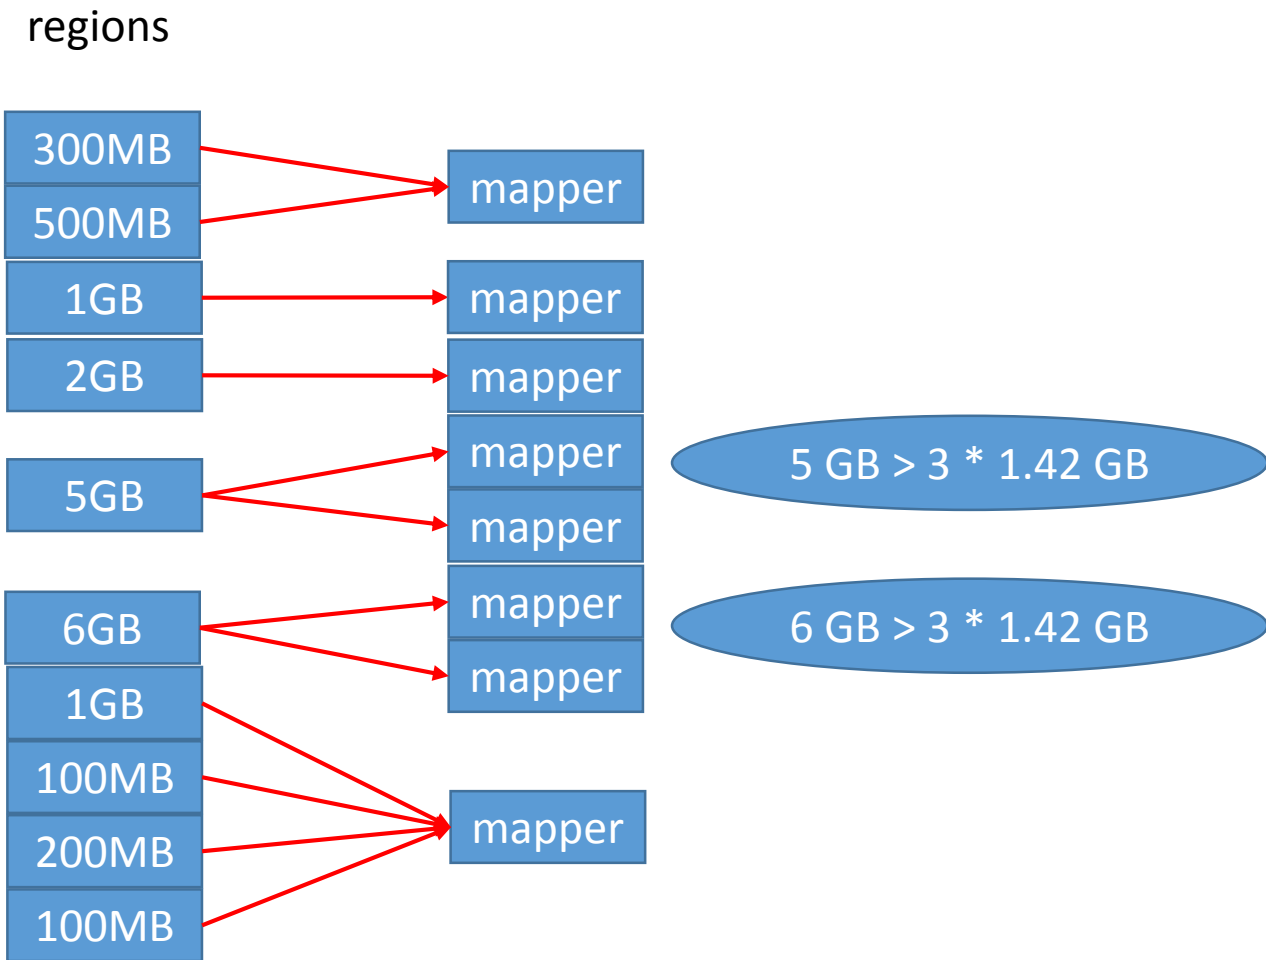 regions
300MB
500MB
1GB
2GB
5GB
6GB
1GB
100MB
200MB
100MB
mapper
mapper
mapper
mapper
mapper
mapper
mapper
mapper
5 GB > 3 * 1.42 GB
6 GB > 3 * 1.42 GB